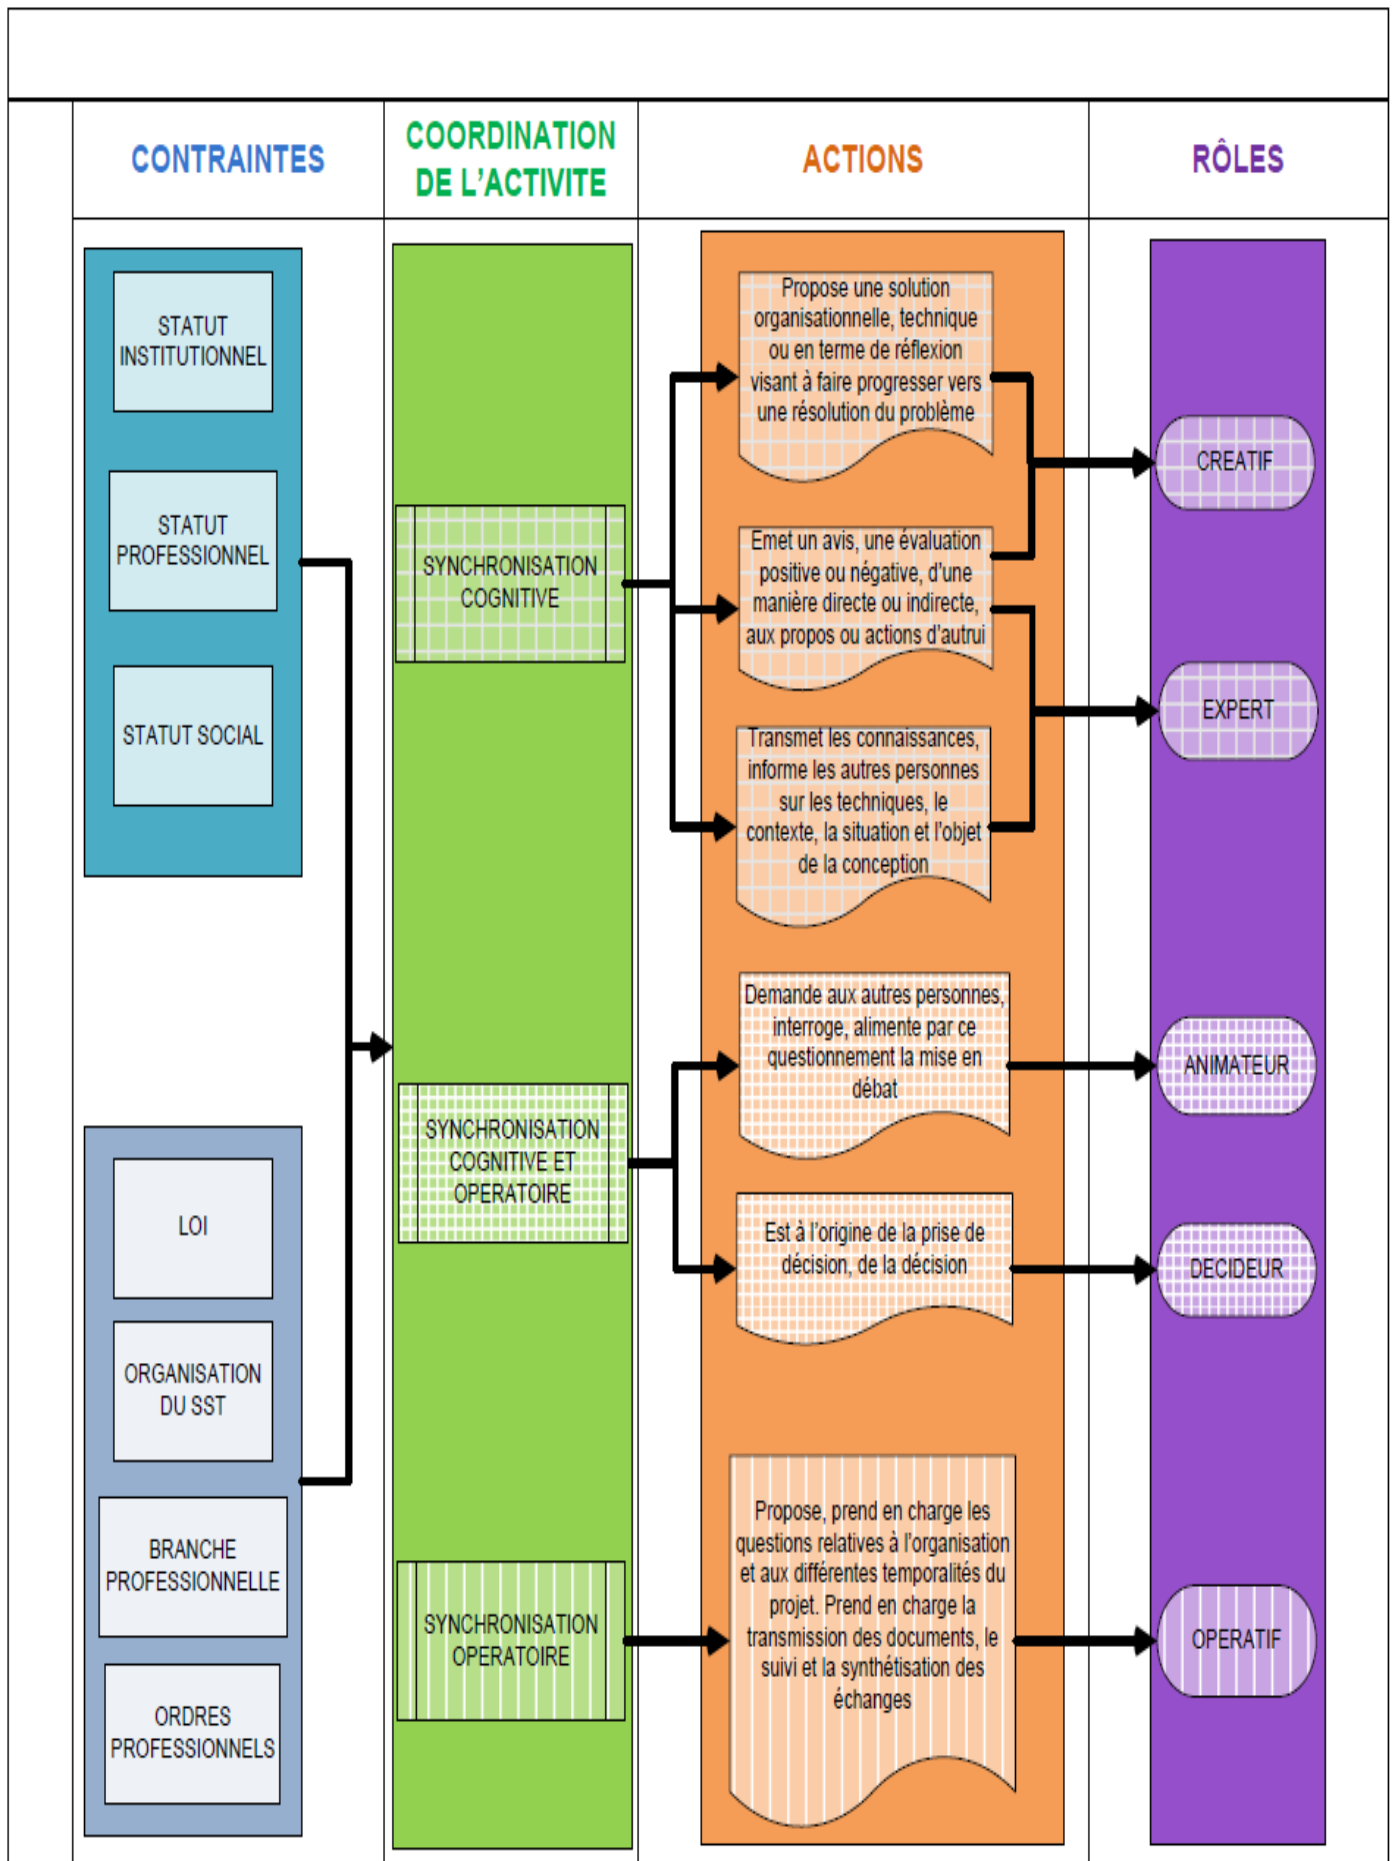 CONTRAINTES
COORDINATION
DE L'ACTIVITE
ACTIONS
RÔLES
STATUT
INSTITUTIONNEL
STATUT
PROFESSIONNEL
STATUT SOCIAL
LOI
ORGANISATION
DU SST
BRANCHE
PROFESSIONNELLE
ORDRES
PROFESSIONNELS
SYNCHRONISATION
COGNITIVE
SYNCHRONISATION
COGNITIVE ET
OPERATOIRE
SYNCHRONISATION
OPERATOIRE
Propose une solution
organisationnelle, technique
ou en terme de réflexion
visant à faire progresser vers
une résolution du problème
Emet un avis, une évaluation
positive ou négative, d'une
manière directe ou indirecte,
aux propos ou actions d'autrui
Transmet les connaissances,
informe les autres personnes
sur les techniques, le
contexte, la situation et l'objet
de la conception
Demande aux autres personnes,
interroge, alimente par ce
questionnement la mise en
débat
Est à l'origine de la prise de
décision, de la décision
Propose, prend en charge les
questions relatives à l'organisation
et aux différentes temporalités du
projet. Prend en charge la
transmission des documents, le
suivi et la synthétisation des
échanges
CREATIF
EXPERT
ANIMATEUR
DECIDEUR
OPERATIF